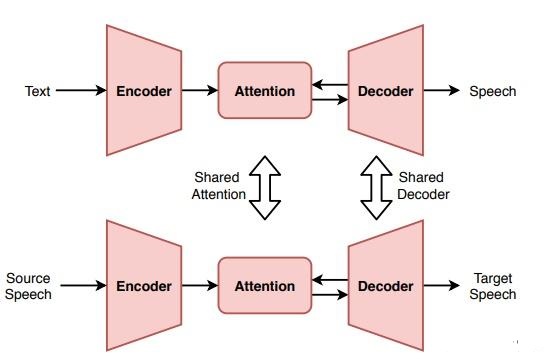 Text
Encoder
Attention
Decoder
Speech
Shared
Attention
Shared
Decoder
Source
Speech
Encoder
Attention
Decoder
Target
Speech